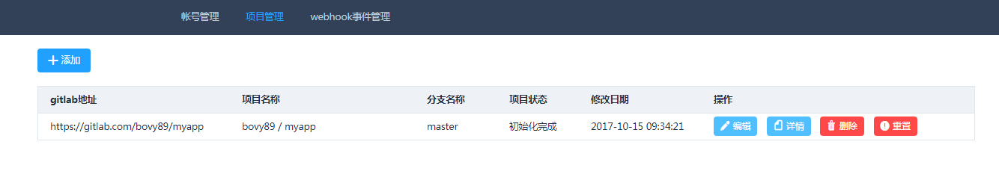 帐号管理 项目管理 webhook事件管理
添加
gitlab地址 项目名称 分支名称 项目状态 修改日期 操作
https://gitlab.com/bovy89/myapp bovy89 / myapp master 初始化完成 2017-10-15 09:34:21 编辑 详情 删除 重置